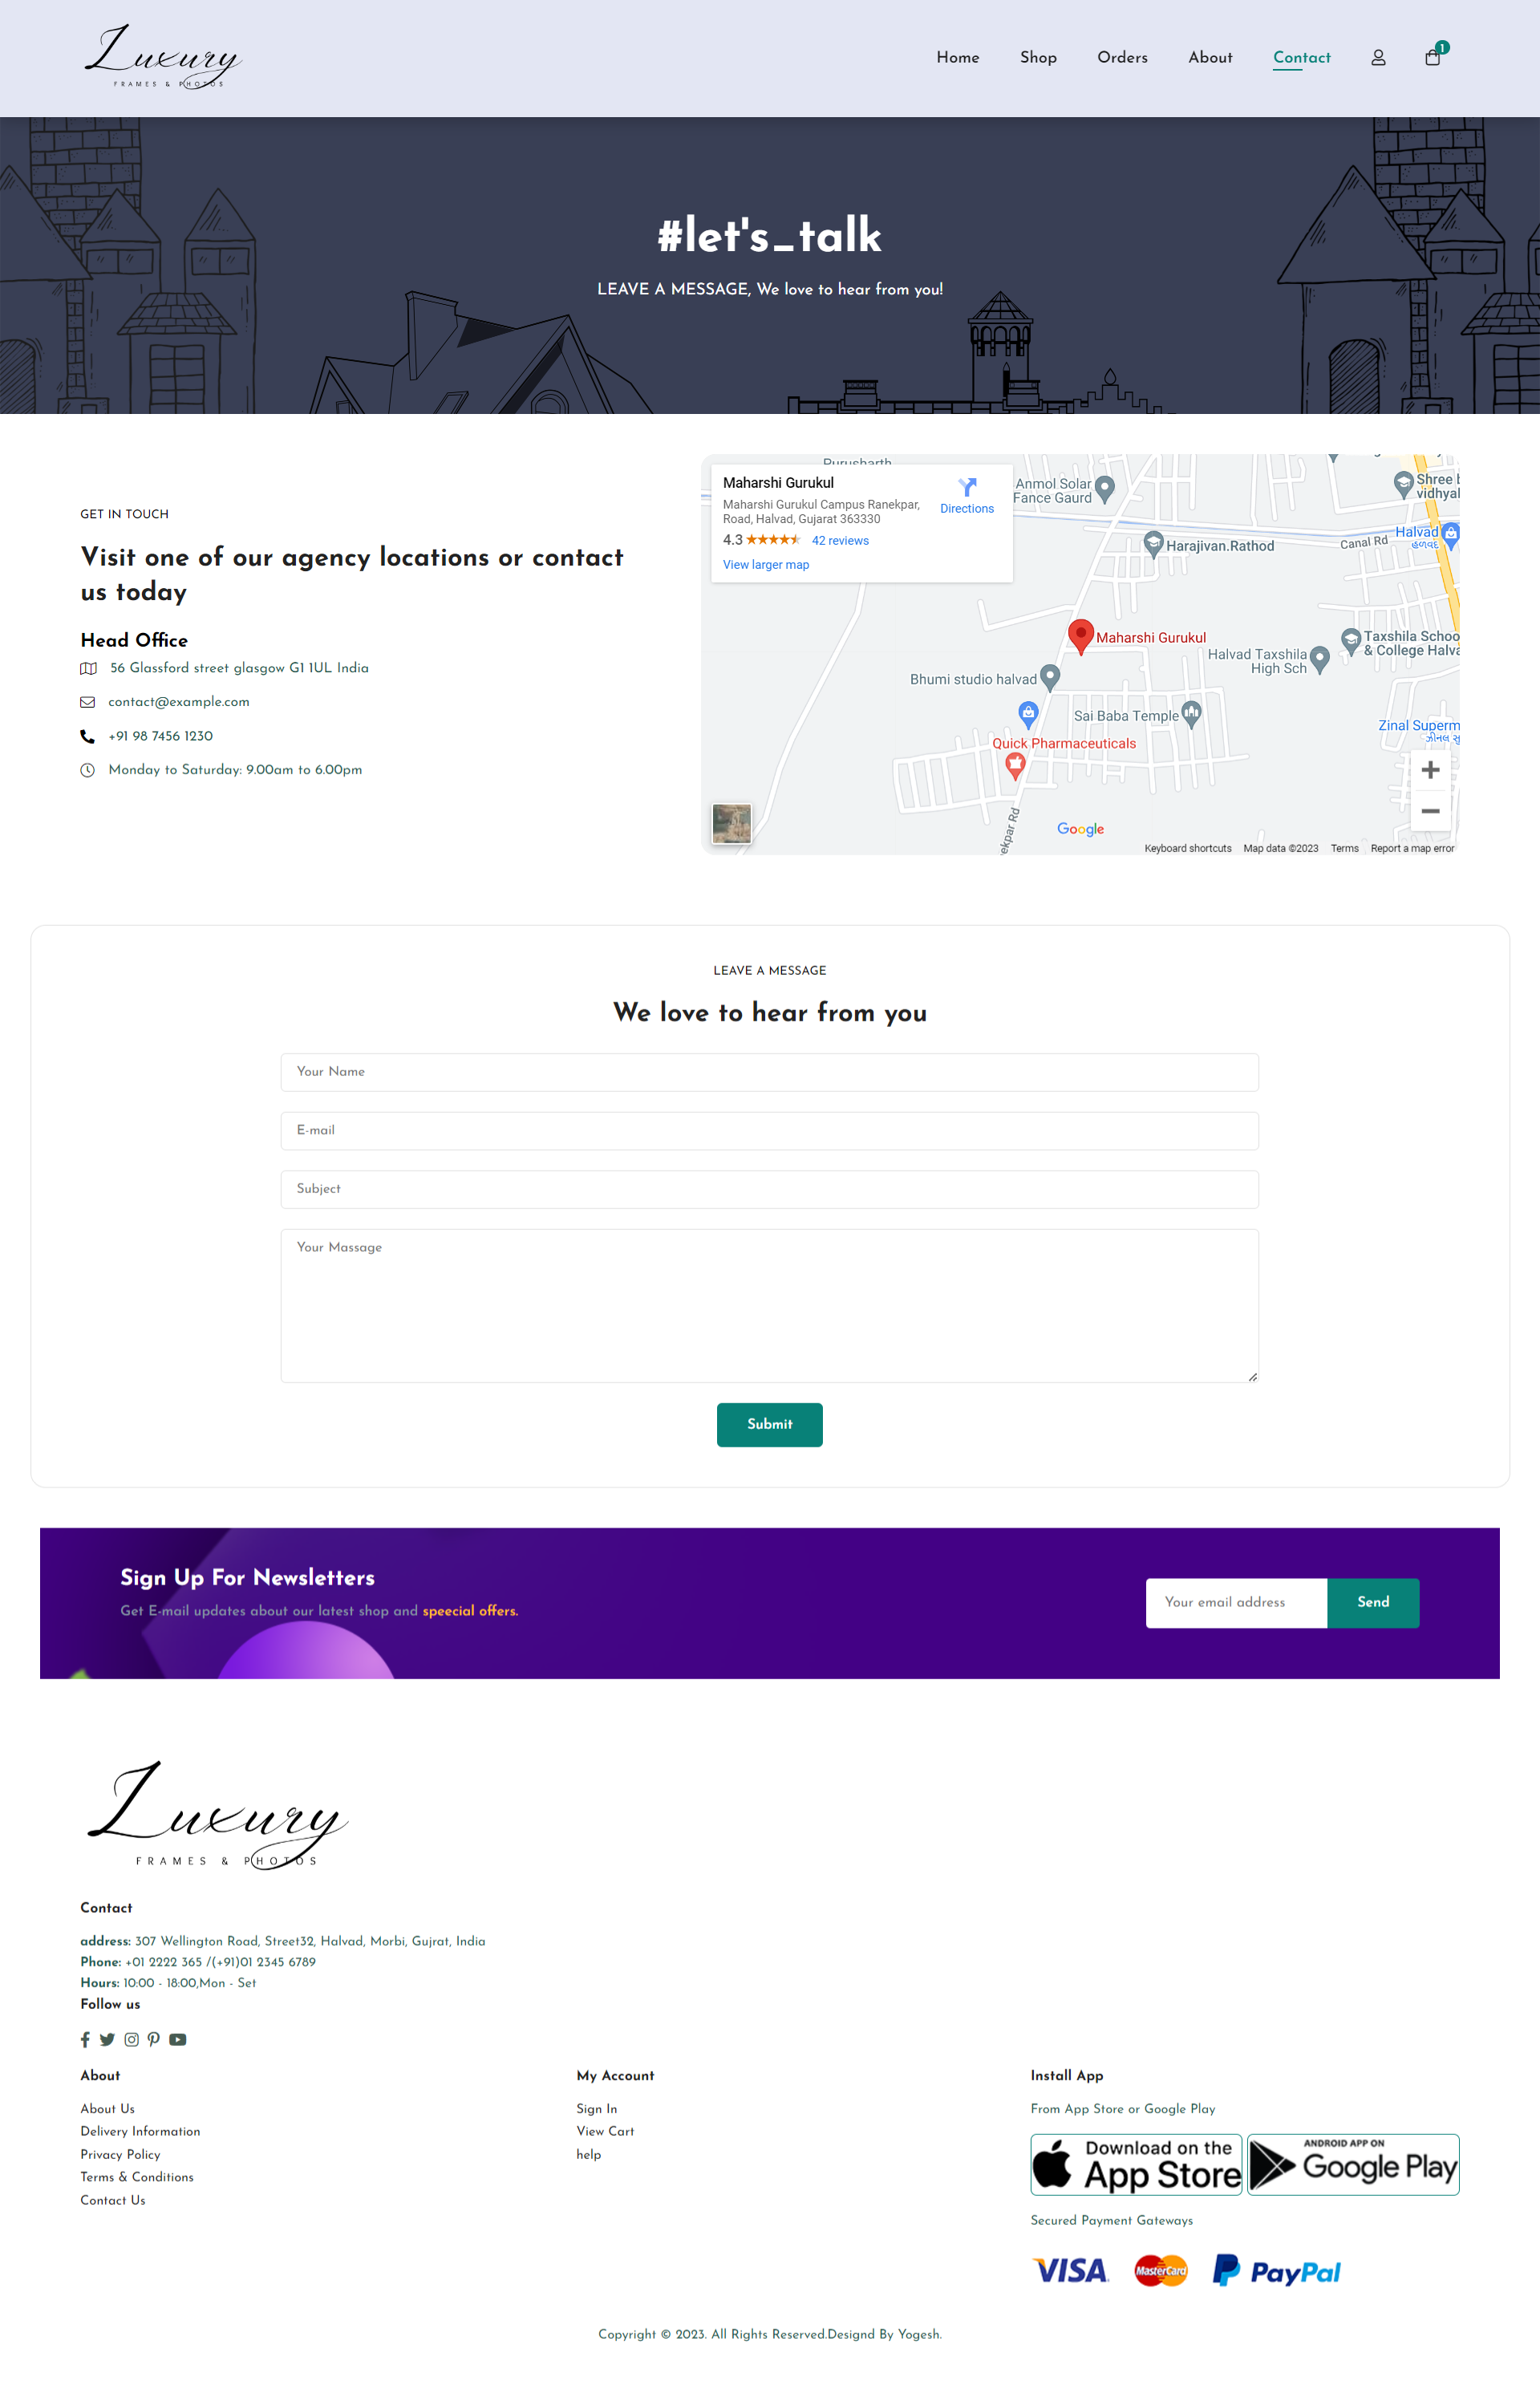 Luxury
FRAMES & PHOTOS
Home
Shop
Orders
About
Contact
1
#let's_talk
LEAVE A MESSAGE, We love to hear from you!
GET IN TOUCH
Visit one of our agency locations or contact
us today
Head Office
56 Glassford street glasgow G1 1UL India
contact@example.com
+91 98 7456 1230
Monday to Saturday: 9.00am to 6.00pm
Maharshi Gurukul
Maharshi Gurukul Campus Ranekpar,
Road, Halvad, Gujarat 363330
4.3
42 reviews
View larger map
Directions
Anmol Solar
Fance Gaurd
Harajivan.Rathod
Canal Rd
Halvad
હળવદ
Maharshi Gurukul
Halvad Taxshila
High Sch
Taxshila Schoo
& College Halva
Bhumi studio halvad
Sai Baba Temple
Quick Pharmaceuticals
Zinal Superm
Google
Keyboard shortcuts
Map data ©2023
Terms
Report a map error
LEAVE A MESSAGE
We love to hear from you
Your Name
E-mail
Subject
Your Massage
Submit
Sign Up For Newsletters
Get E-mail updates about our latest shop and speecial offers.
Your email address
Send
Luxury
FRAMES & PHOTOS
Contact
address: 307 Wellington Road, Street32, Halvad, Morbi, Gujrat, India
Phone: +01 2222 365 /(+91)01 2345 6789
Hours: 10:00 - 18:00,Mon - Set
Follow us
About
About Us
Delivery Information
Privacy Policy
Terms & Conditions
Contact Us
My Account
Sign In
View Cart
help
Install App
From App Store or Google Play
Download on the
App Store
ANDROID APP ON
Google Play
Secured Payment Gateways
VISA
MasterCard
PayPal
Copyright © 2023. All Rights Reserved.Designd By Yogesh.